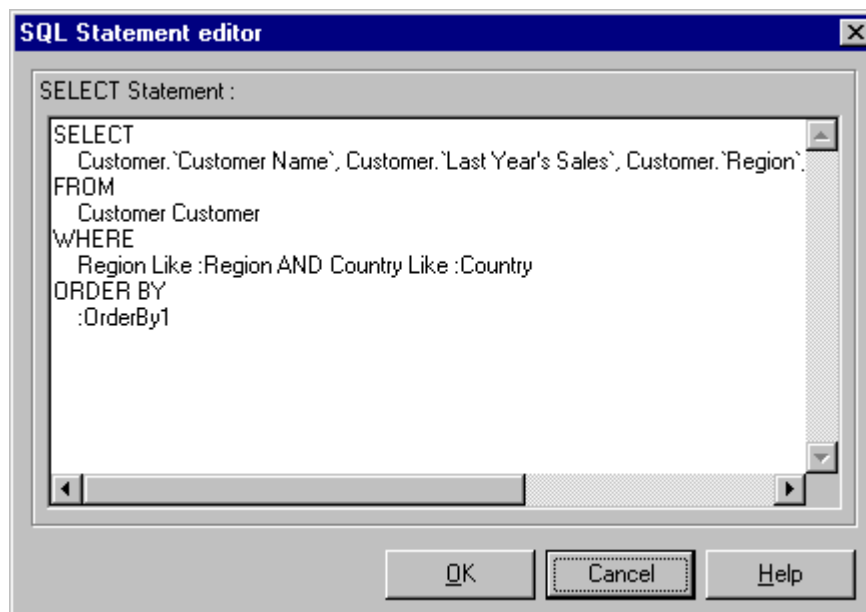 SQL Statement editor
SELECT Statement :
SELECT
Customer.`Customer Name`, Customer.`Last Year's Sales`, Customer.`Region`,
FROM
Customer Customer
WHERE
Region Like :Region AND Country Like :Country
ORDER BY
:OrderBy1
OK Cancel Help